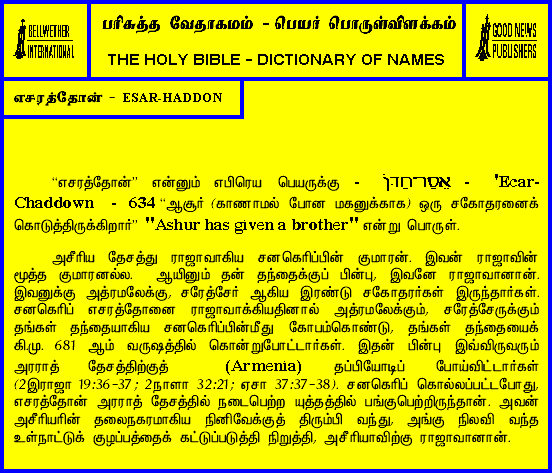 BELLWETHER
INTERNATIONAL
பரிசுத்த வேதாகமம் - பெயர் பொருள்விளக்கம்
THE HOLY BIBLE – DICTIONARY OF NAMES
GOOD NEWS
PUBLISHERS
எசரத்தோன் - ESAR-HADDON
“எசரத்தோன்” என்னும் எபிரெய பெயருக்கு - אסרחדן - 'Ecar-
Chaddown - 634 “ஆசூர் (காணாமல் போன மகனுக்காக) ஒரு சகோதரனைக்
கொடுத்திருக்கிறார்” "Ashur has given a brother" என்று பொருள்.
அசீரிய தேசத்து ராஜாவாகிய சனகெரிப்பின் குமாரன். இவன் ராஜாவின்
மூத்த குமாரனல்ல. ஆயினும் தன் தந்தைக்குப் பின்பு, இவனே ராஜாவானான்.
இவனுக்கு அத்ரமலேக்கு, சரேத்சேர் ஆகிய இரண்டு சகோதரர்கள் இருந்தார்கள்.
சனகெரிப் எசரத்தோனை ராஜாவாக்கியதினால் அத்ரமலேக்கும், சரேத்சேருக்கும்
தங்கள் தந்தையாகிய சனகெரிப்பின்மீது கோபம்கொண்டு, தங்கள் தந்தையைக்
கி.மு. 681 ஆம் வருஷத்தில் கொன்றுபோட்டார்கள். இதன் பின்பு இவ்விருவரும்
அரராத் தேசத்திற்குத் (Armenia) தப்பியோடிப் போய்விட்டார்கள்
(2இராஜா 19:36-37; 2நாளா 32:21; ஏசா 37:37-38). சனகெரிப் கொல்லப்பட்டபோது,
எசரத்தோன் அரராத் தேசத்தில் நடைபெற்ற யுத்தத்தில் பங்குபெற்றிருந்தான். அவன்
அசீரியரின் தலைநகரமாகிய நினிவேக்குத் திரும்பி வந்து, அங்கு நிலவி வந்த
உள்நாட்டுக் குழப்பத்தைக் கட்டுப்படுத்தி நிறுத்தி, அசீரியாவிற்கு ராஜாவானான்.